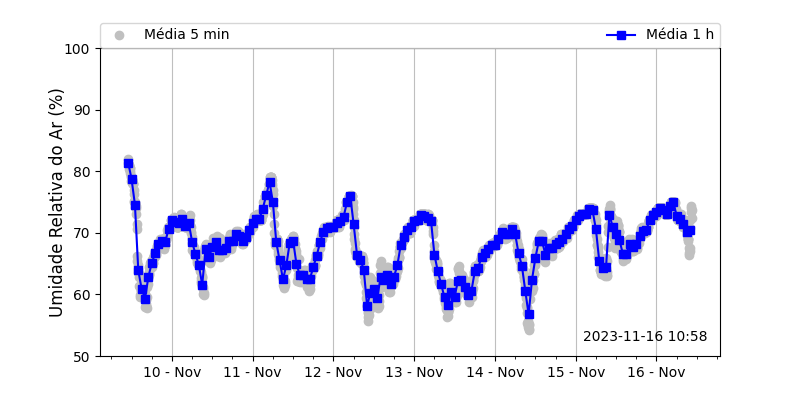 Média 5 min
Média 1 h
Umidade Relativa do Ar (%)
100
90
80
70
60
50
2023-11-16 10:58
10 - Nov
11 - Nov
12 - Nov
13 - Nov
14 - Nov
15 - Nov
16 - Nov